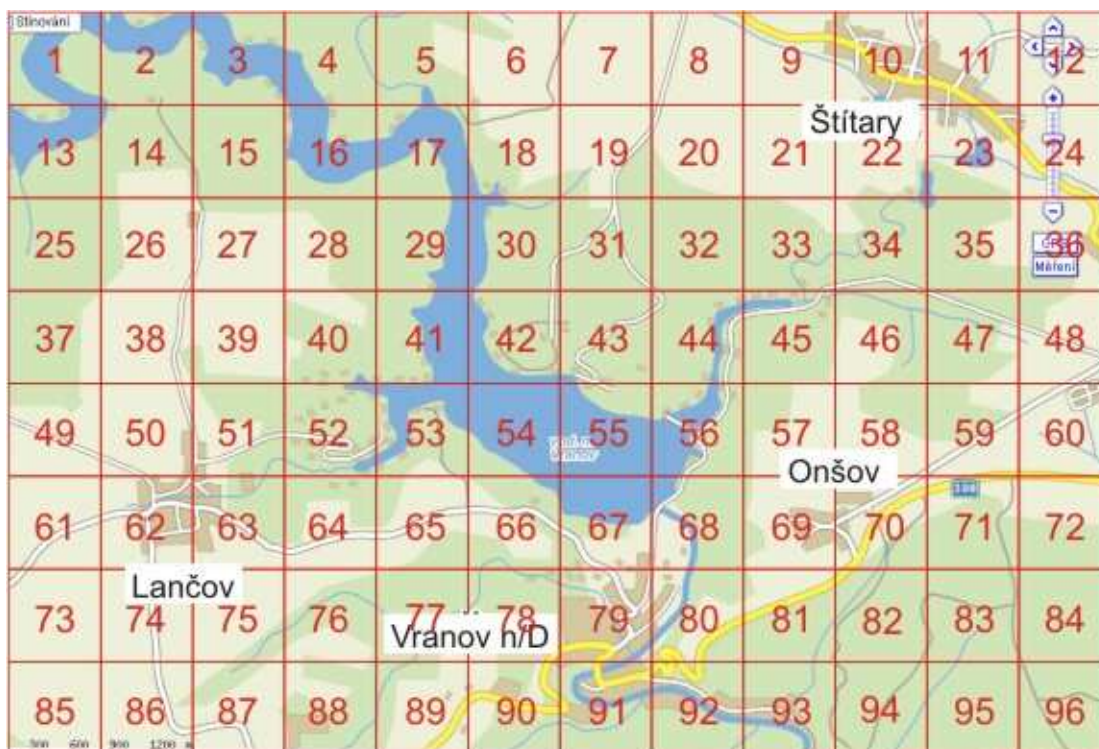 Stínování
1 2 3 4 5 6 7 8 9 10 11 12
Štítary
13 14 15 16 17 18 19 20 21 22 23 24
25 26 27 28 29 30 31 32 33 34 35 36
Měření
37 38 39 40 41 42 43 44 45 46 47 48
49 50 51 52 53 54 55 56 57 58 59 60
Onšov
61 62 63 64 65 66 67 68 69 70 71 72
Lančov
73 74 75 76 77 78 79 80 81 82 83 84
Vranov n/D
85 86 87 88 89 90 91 92 93 94 95 96
300 600 900 1200 m